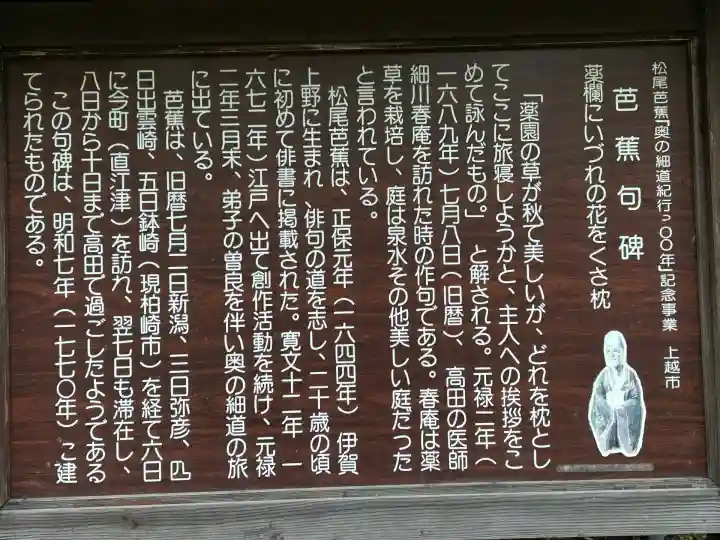 松尾芭蕉「奥の細道紀行300年」記念事業 上越市
芭蕉句碑
薬欄にいづれの花をくさ枕
「薬園の草が秋で美しいが、どれを枕とし
てここに旅寝しようかと、主人への挨拶をこ
めて詠んだもの。」と解される。元禄二年(
一六八九年)七月八日(旧暦)、高田の医師
細川春庵を訪れた時の作句である。春庵は薬
草を栽培し、庭は泉水その他美しい庭だった
と言われている。
松尾芭蕉は、正保元年(一六四四年)伊賀
上野に生まれ、俳句の道を志し、二十歳の頃
に初めて俳書に掲載された。寛文十二年(一
六七二年)江戸へ出て創作活動を続け、元禄
二年三月末、弟子の曽良を伴い奥の細道の旅
に出ている。
芭蕉は、旧暦七月二日新潟、三日弥彦、四
日出雲崎、五日鉢崎(現柏崎市)を経て六日
に今町(直江津)を訪れ、翌七日も滞在し、
八日から十日まで高田で過ごしたようである
この句碑は、明和七年(一七七〇年)に建
てられたものである。